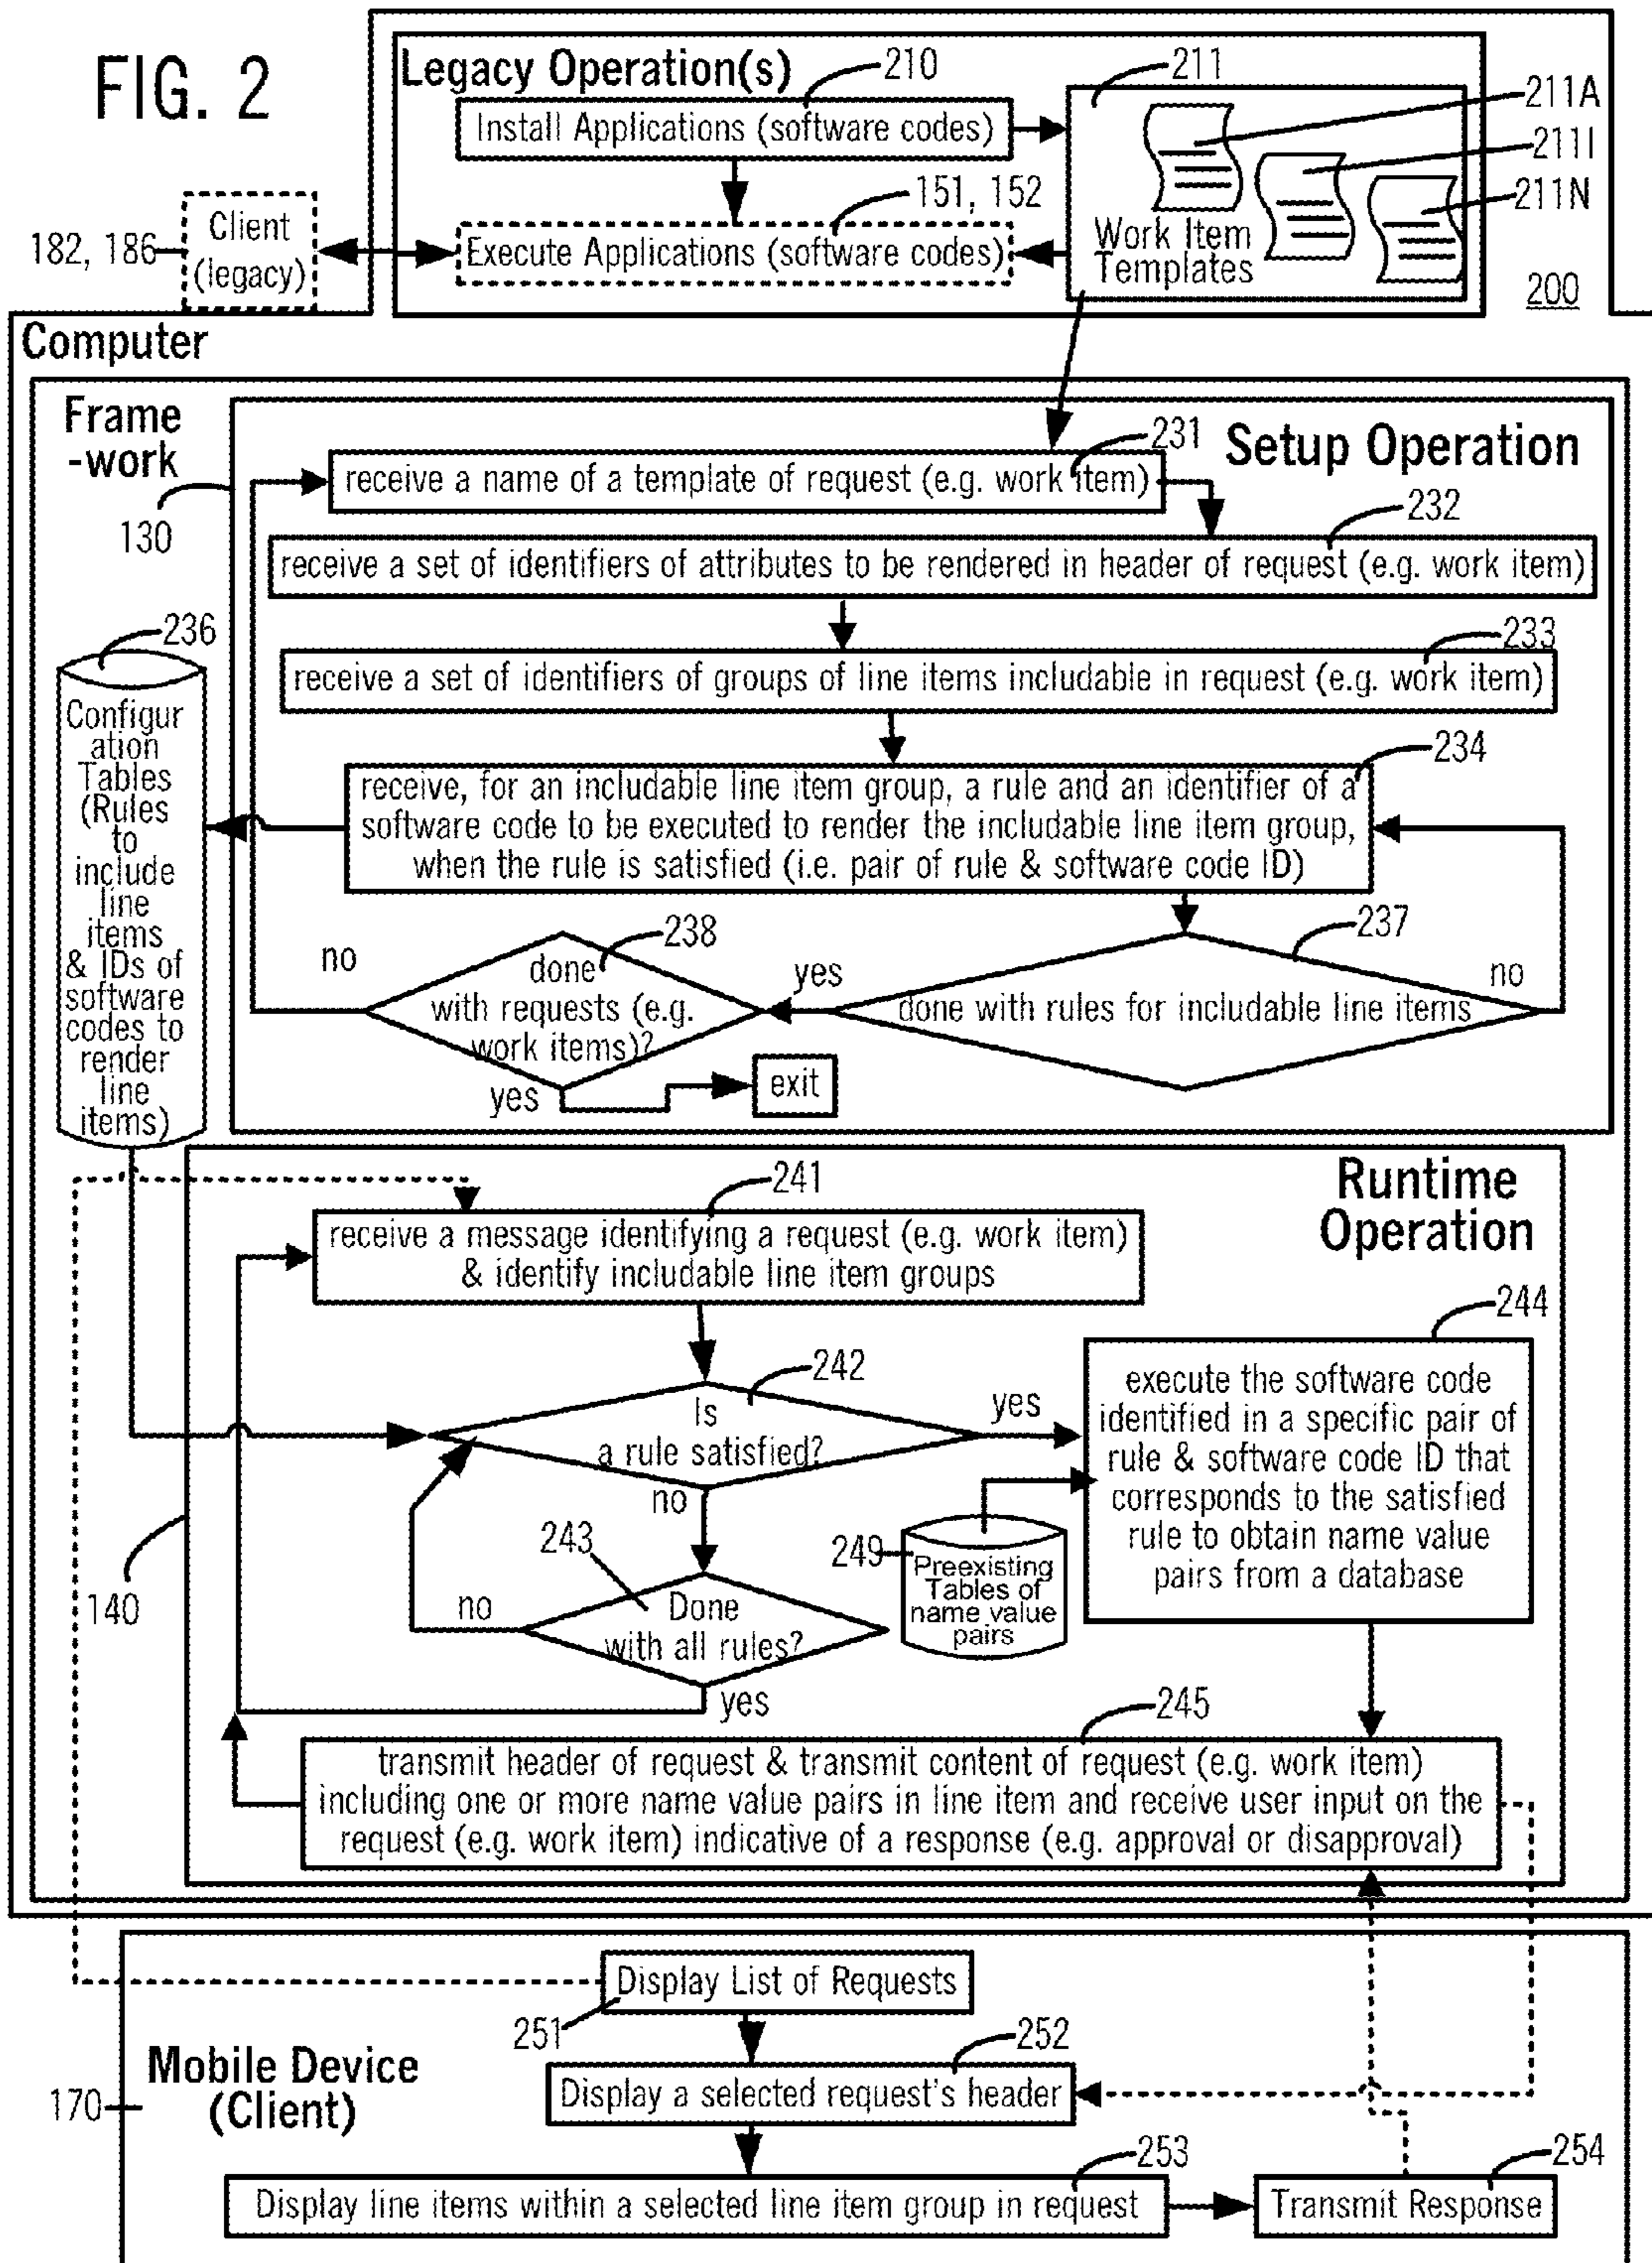 FIG. 2
Legacy Operation(s)
210
211
Install Applications (software codes)
211A
211I
211N
151, 152
Client
(legacy)
182, 186
Execute Applications (software codes)
Work Item
Templates
200
Computer
Frame
-work
130
231
Setup Operation
receive a name of a template of request (e.g. work item)
232
receive a set of identifiers of attributes to be rendered in header of request (e.g. work item)
236
233
receive a set of identifiers of groups of line items includable in request (e.g. work item)
Configur
ation
Tables
(Rules
to
include
line
items
& IDs of
software
codes to
render
line
items)
234
receive, for an includable line item group, a rule and an identifier of a
software code to be executed to render the includable line item group,
when the rule is satisfied (i.e. pair of rule & software code ID)
238
237
no
done
with requests (e.g.
work items)?
yes
done with rules for includable line items
no
yes
exit
Runtime
Operation
241
receive a message identifying a request (e.g. work item)
& identify includable line item groups
244
242
Is
a rule satisfied?
yes
execute the software code
identified in a specific pair of
rule & software code ID that
corresponds to the satisfied
rule to obtain name value
pairs from a database
no
243
249
Preexisting
Tables of
name value
pairs
140
no
Done
with all rules?
yes
245
transmit header of request & transmit content of request (e.g. work item)
including one or more name value pairs in line item and receive user input on the
request (e.g. work item) indicative of a response (e.g. approval or disapproval)
Display List of Requests
251
252
Mobile Device
(Client)
170
Display a selected request's header
253
254
Display line items within a selected line item group in request
Transmit Response